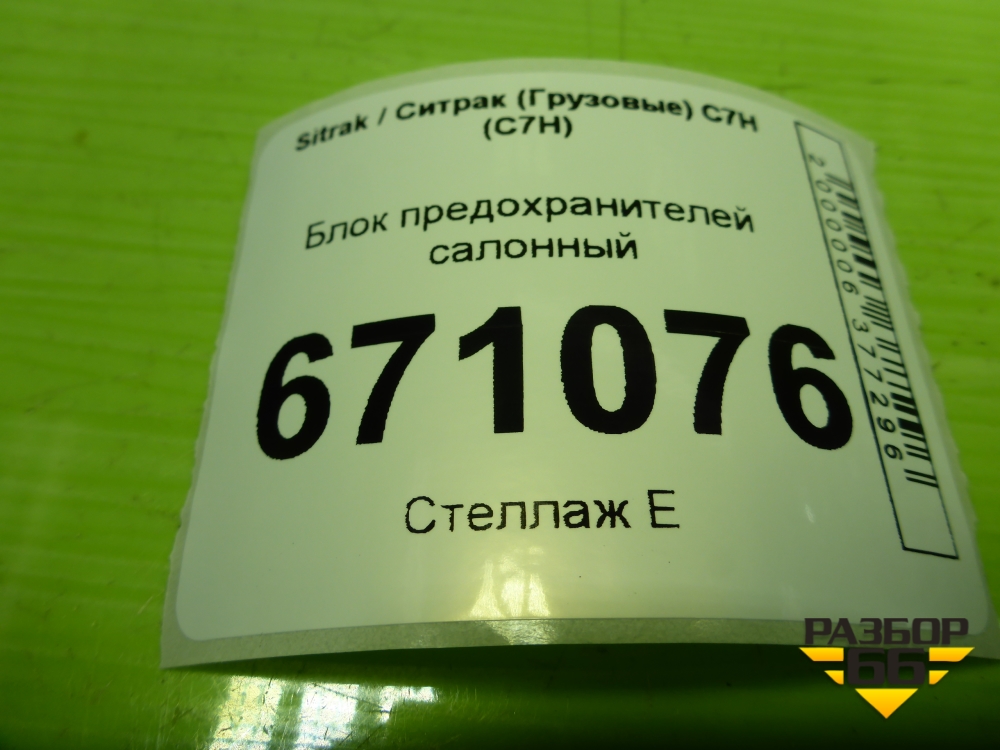 Sitrak / Ситрак (Грузовые) C7H
(C7H)
Блок предохранителей
салонный
671076
Стеллаж Е
2000006377296
РАЗБОР
66